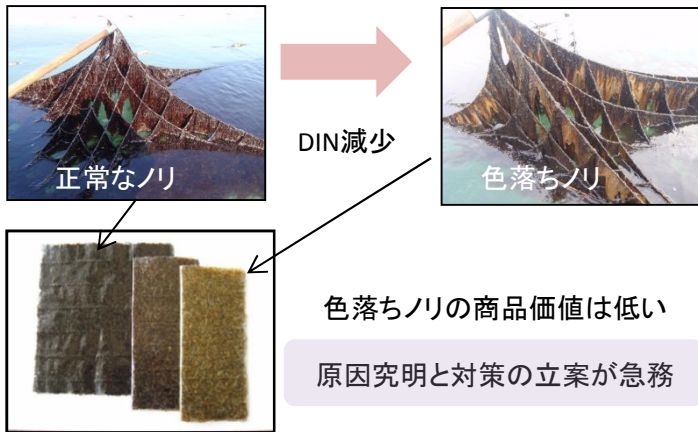 正常なノリ
DIN減少
色落ちノリ
色落ちノリの商品価値は低い
原因究明と対策の立案が急務